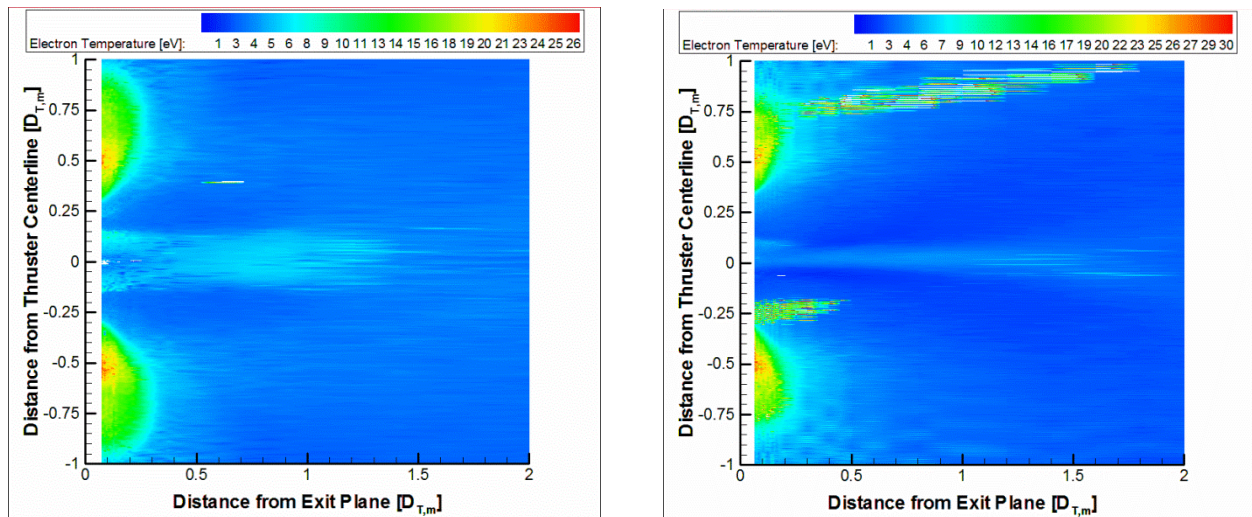 Electron Temperature [eV]: 1 3 4 5 6 8 9 10 11 13 14 15 16 18 19 20 21 23 24 25 26
1
0.75
0.5
0.25
0
-0.25
-0.5
-0.75
-1
Distance from Thruster Centerline [D_T,m]
0 0.5 1 1.5 2
Distance from Exit Plane [D_T,m]
Electron Temperature [eV]: 1 3 4 6 7 9 10 12 13 14 16 17 19 20 22 23 25 26 27 29 30
1
0.75
0.5
0.25
0
-0.25
-0.5
-0.75
-1
Distance from Thruster Centerline [D_T,m]
0 0.5 1 1.5 2
Distance from Exit Plane [D_T,m]